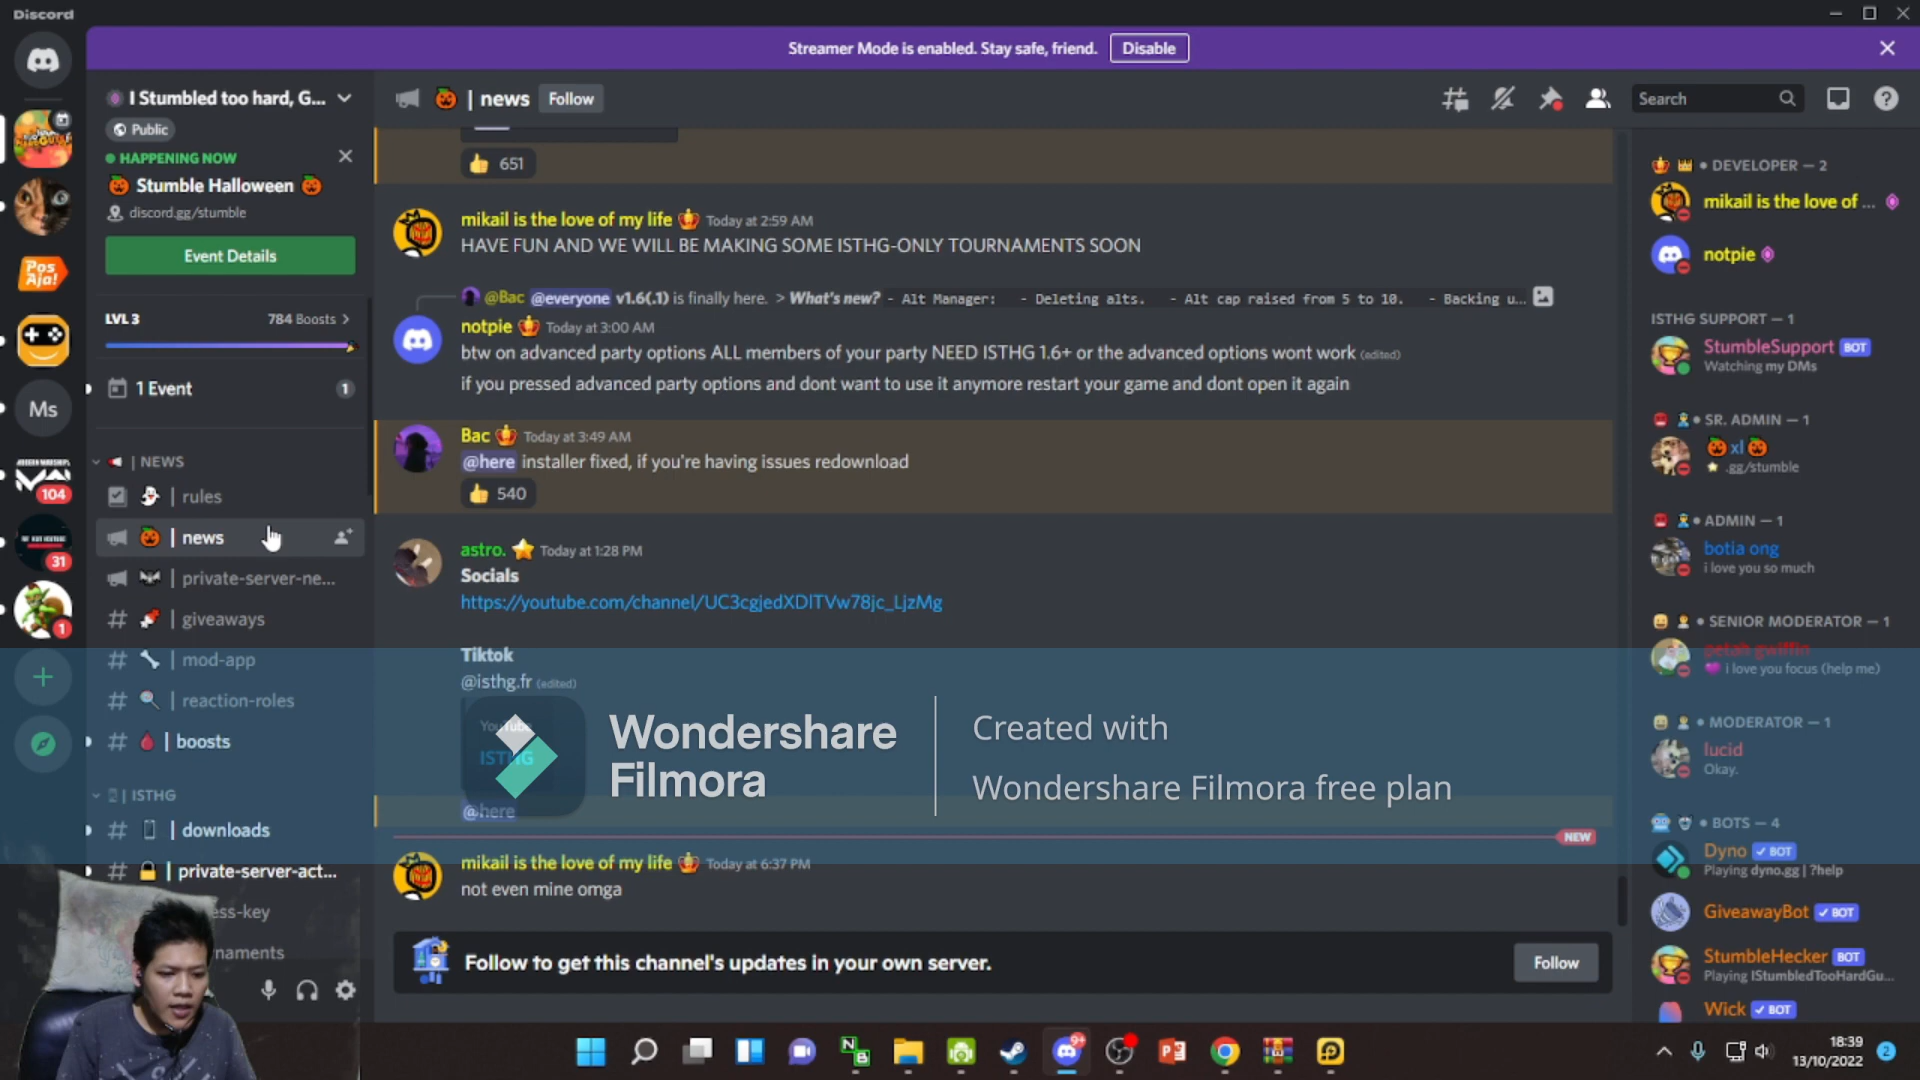 Discord
Streamer Mode is enabled. Stay safe, friend.
Disable
I Stumbled too hard, G...
Public
HAPPENING NOW
Stumble Halloween
discord.gg/stumble
Event Details
LVL 3
784 Boosts
1 Event
1
| NEWS
| rules
| news
| private-server-ne...
| giveaways
| mod-app
| reaction-roles
| boosts
| ISTHG
| downloads
| private-server-act...
ess-key
naments
Pos Aja!
Ms
104
31
1
| news
Follow
Search
651
mikail is the love of my life Today at 2:59 AM
HAVE FUN AND WE WILL BE MAKING SOME ISTHG-ONLY TOURNAMENTS SOON
@Bac @everyone v1.6(.1) is finally here. > What's new? - Alt Manager: - Deleting alts. - Alt cap raised from 5 to 10. - Backing u...
notpie Today at 3:00 AM
btw on advanced party options ALL members of your party NEED ISTHG 1.6+ or the advanced options wont work (edited)
if you pressed advanced party options and dont want to use it anymore restart your game and dont open it again
Bac Today at 3:49 AM
@here installer fixed, if you're having issues redownload
540
astro. Today at 1:28 PM
Socials
https://youtube.com/channel/UC3cgjedXDlTVw78jc_LjzMg
Tiktok
@isthg.fr (edited)
YouTube
ISTHG
Wondershare
Filmora
Created with
Wondershare Filmora free plan
@here
NEW
mikail is the love of my life Today at 6:37 PM
not even mine omga
Follow to get this channel's updates in your own server.
Follow
DEVELOPER — 2
mikail is the love of ...
notpie
ISTHG SUPPORT — 1
StumbleSupport BOT
Watching my DMs
SR. ADMIN — 1
xl
.gg/stumble
ADMIN — 1
botia ong
i love you so much
SENIOR MODERATOR — 1
petah gwiffin
i love you focus (help me)
MODERATOR — 1
lucid
Okay.
BOTS — 4
Dyno BOT
Playing dyno.gg | ?help
GiveawayBot BOT
StumbleHecker BOT
Playing IStumbledTooHardGu...
Wick BOT
9+
18:39
13/10/2022
2